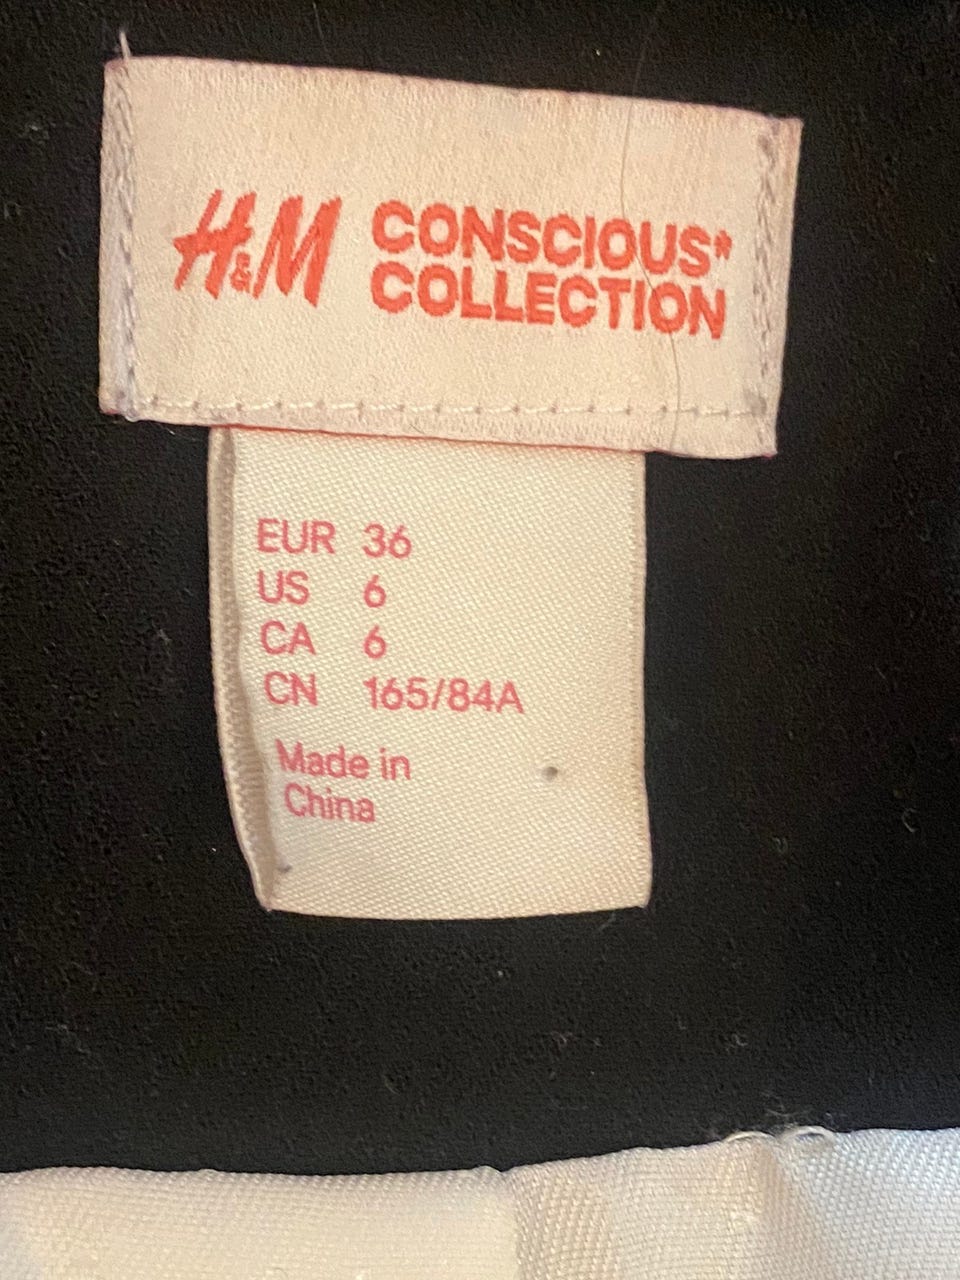 H&M CONSCIOUS*
COLLECTION
EUR 36
US 6
CA 6
CN 165/84A
Made in
China